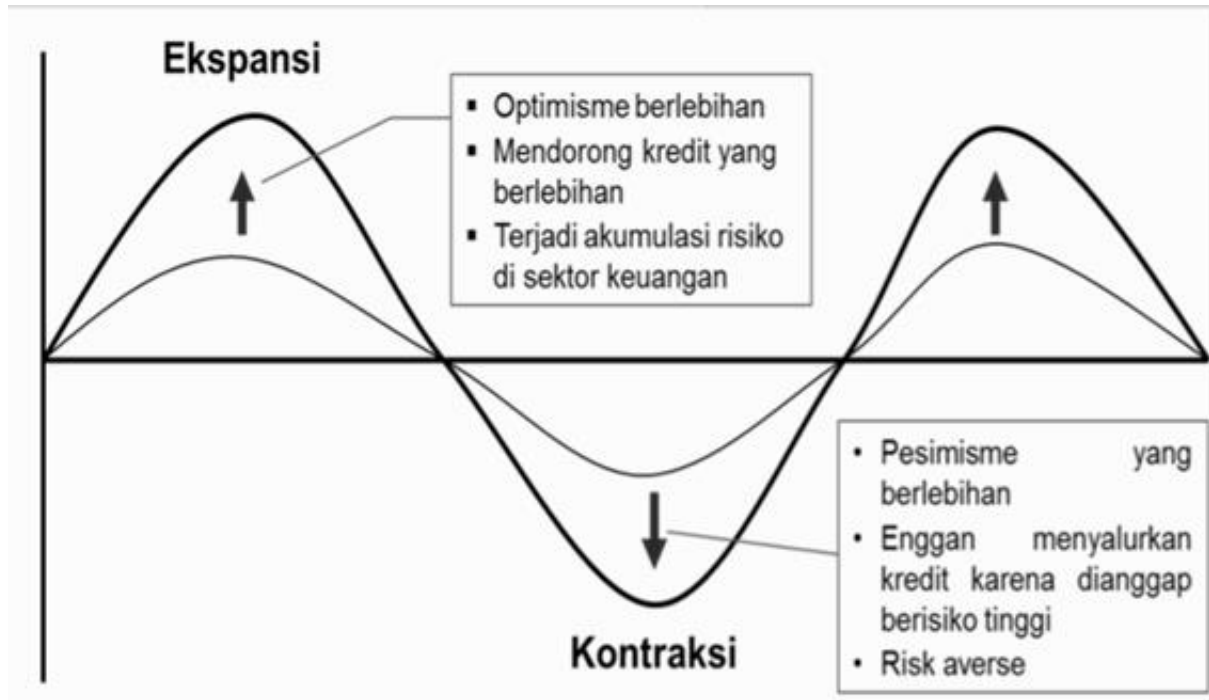 Ekspansi
▪ Optimisme berlebihan
▪ Mendorong kredit yang
berlebihan
▪ Terjadi akumulasi risiko
di sektor keuangan
• Pesimisme yang
berlebihan
• Enggan menyalurkan
kredit karena dianggap
berisiko tinggi
• Risk averse
Kontraksi